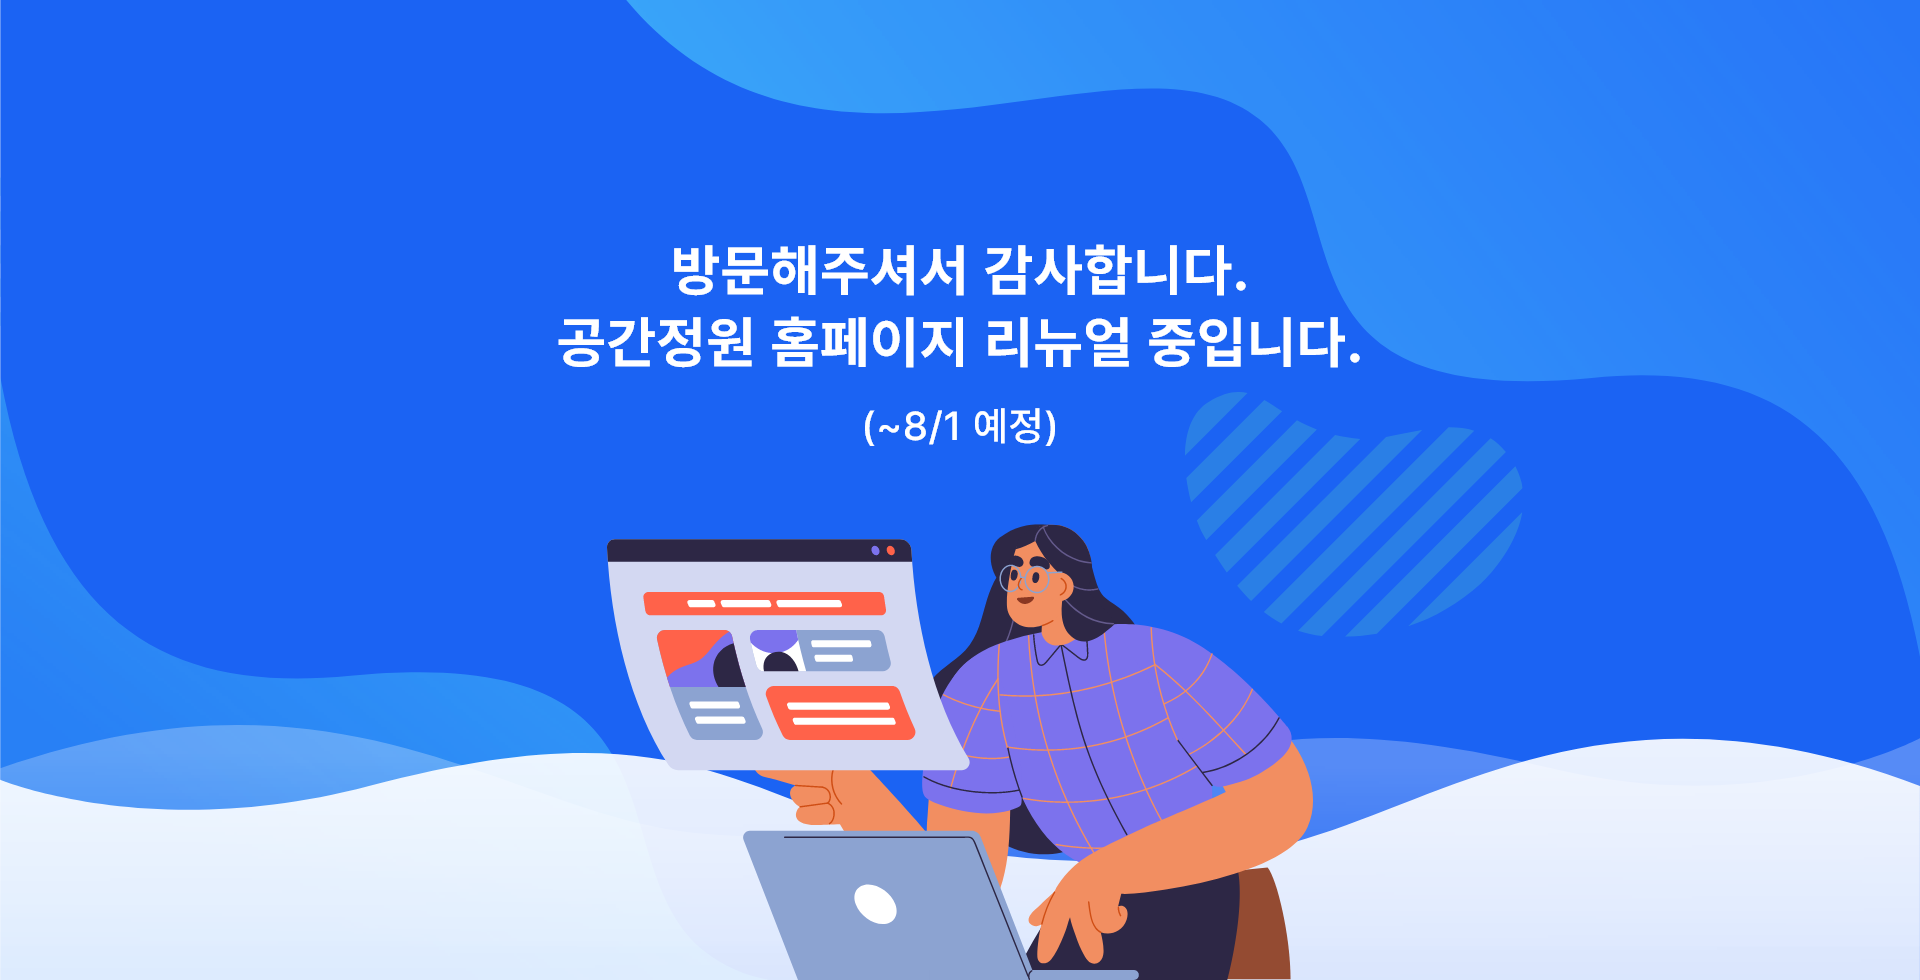 방문해주셔서 감사합니다.
공간정원 홈페이지 리뉴얼 중입니다.
(~8/1 예정)